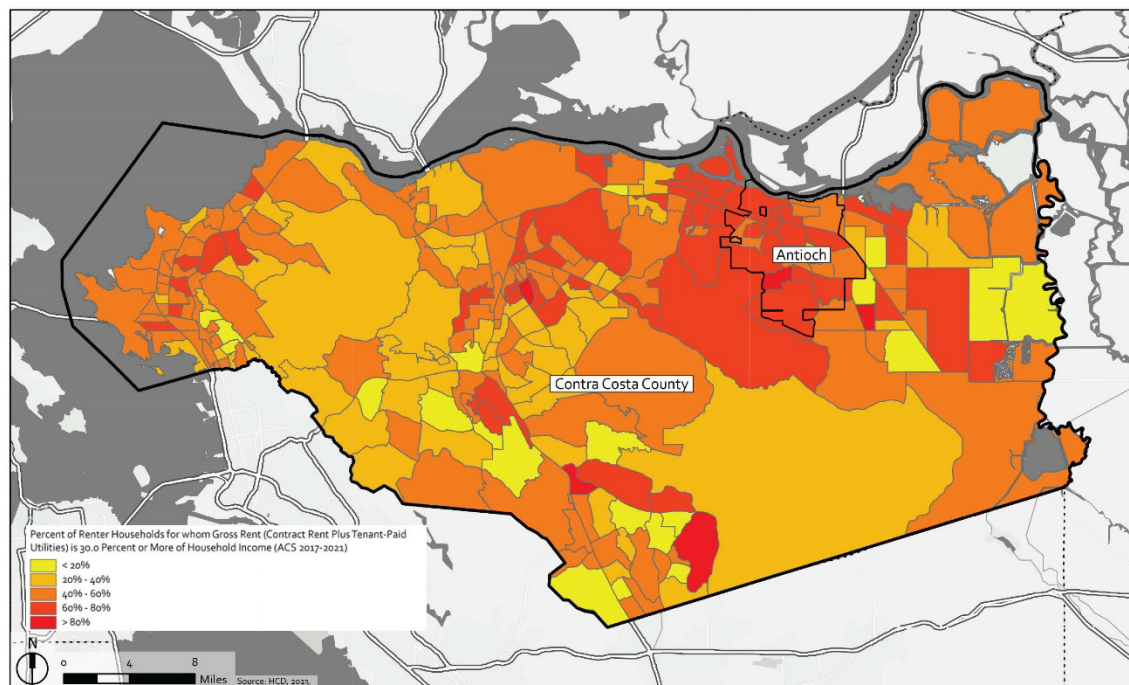 Antioch
Contra Costa County
Percent of Renter Households for whom Gross Rent (Contract Rent Plus Tenant-Paid
Utilities) is 30.0 Percent or More of Household Income (ACS 2017-2021)
< 20%
20% - 40%
40% - 60%
60% - 80%
> 80%
N
0 4 8
Miles
Source: HCD, 2023.